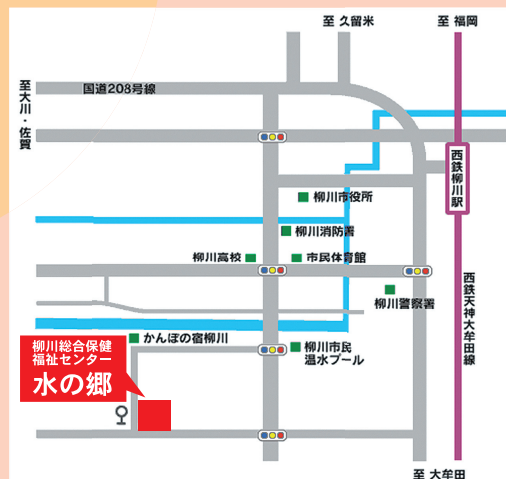 至 久留米
至 福岡
国道208号線
至大川・佐賀
西鉄柳川駅
柳川市役所
柳川消防署
柳川高校
市民体育館
柳川警察署
西鉄天神大牟田線
かんぽの宿柳川
柳川市民
温水プール
柳川総合保健
福祉センター
水の郷
至 大牟田